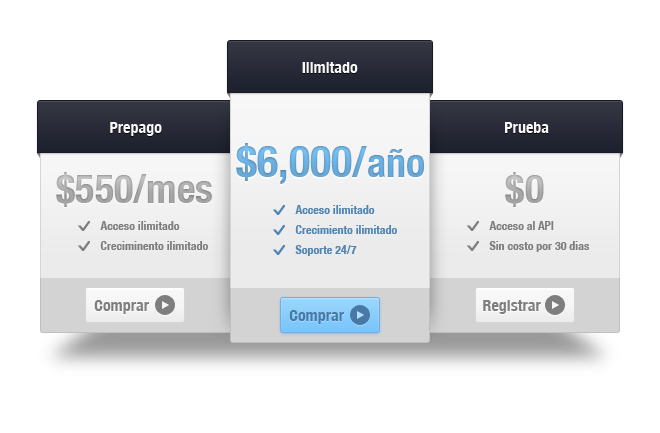 Ilimitado
Prepago
Prueba
$550/mes
$6,000/año
$0
Acceso ilimitado
Creciminento ilimitado
Acceso ilimitado
Crecimiento ilimitado
Soporte 24/7
Acceso al API
Sin costo por 30 dias
Comprar
Comprar
Registrar